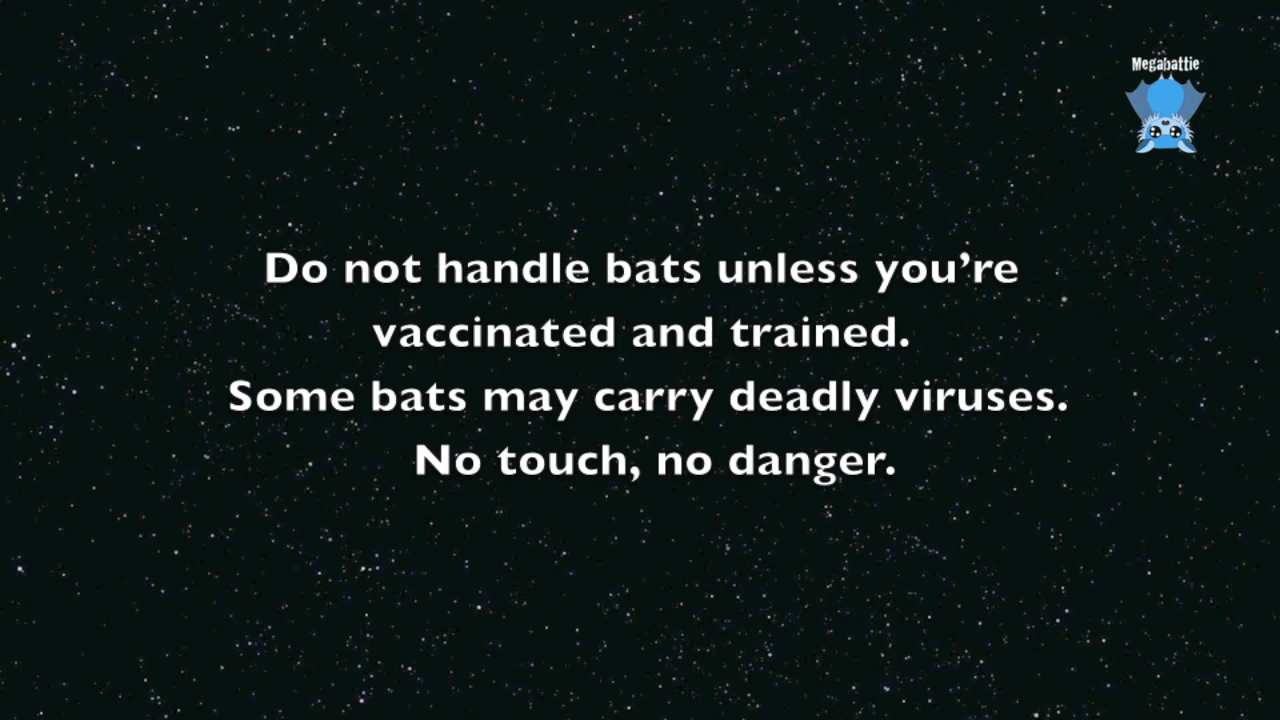 Megabattie
Do not handle bats unless you’re
vaccinated and trained.
Some bats may carry deadly viruses.
No touch, no danger.